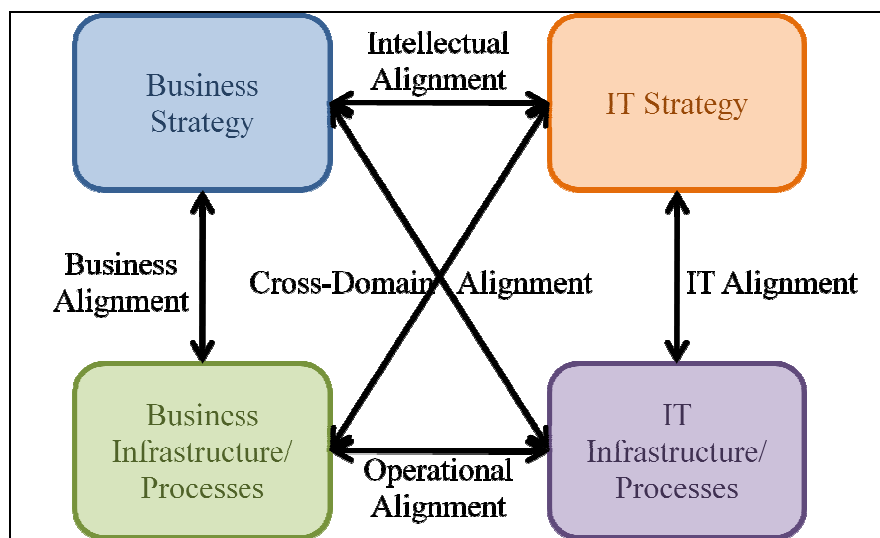 Intellectual
Alignment
Business
Strategy
IT Strategy
Business
Alignment
Cross-Domain Alignment
IT Alignment
Business
Infrastructure/
Processes
IT
Infrastructure/
Processes
Operational
Alignment